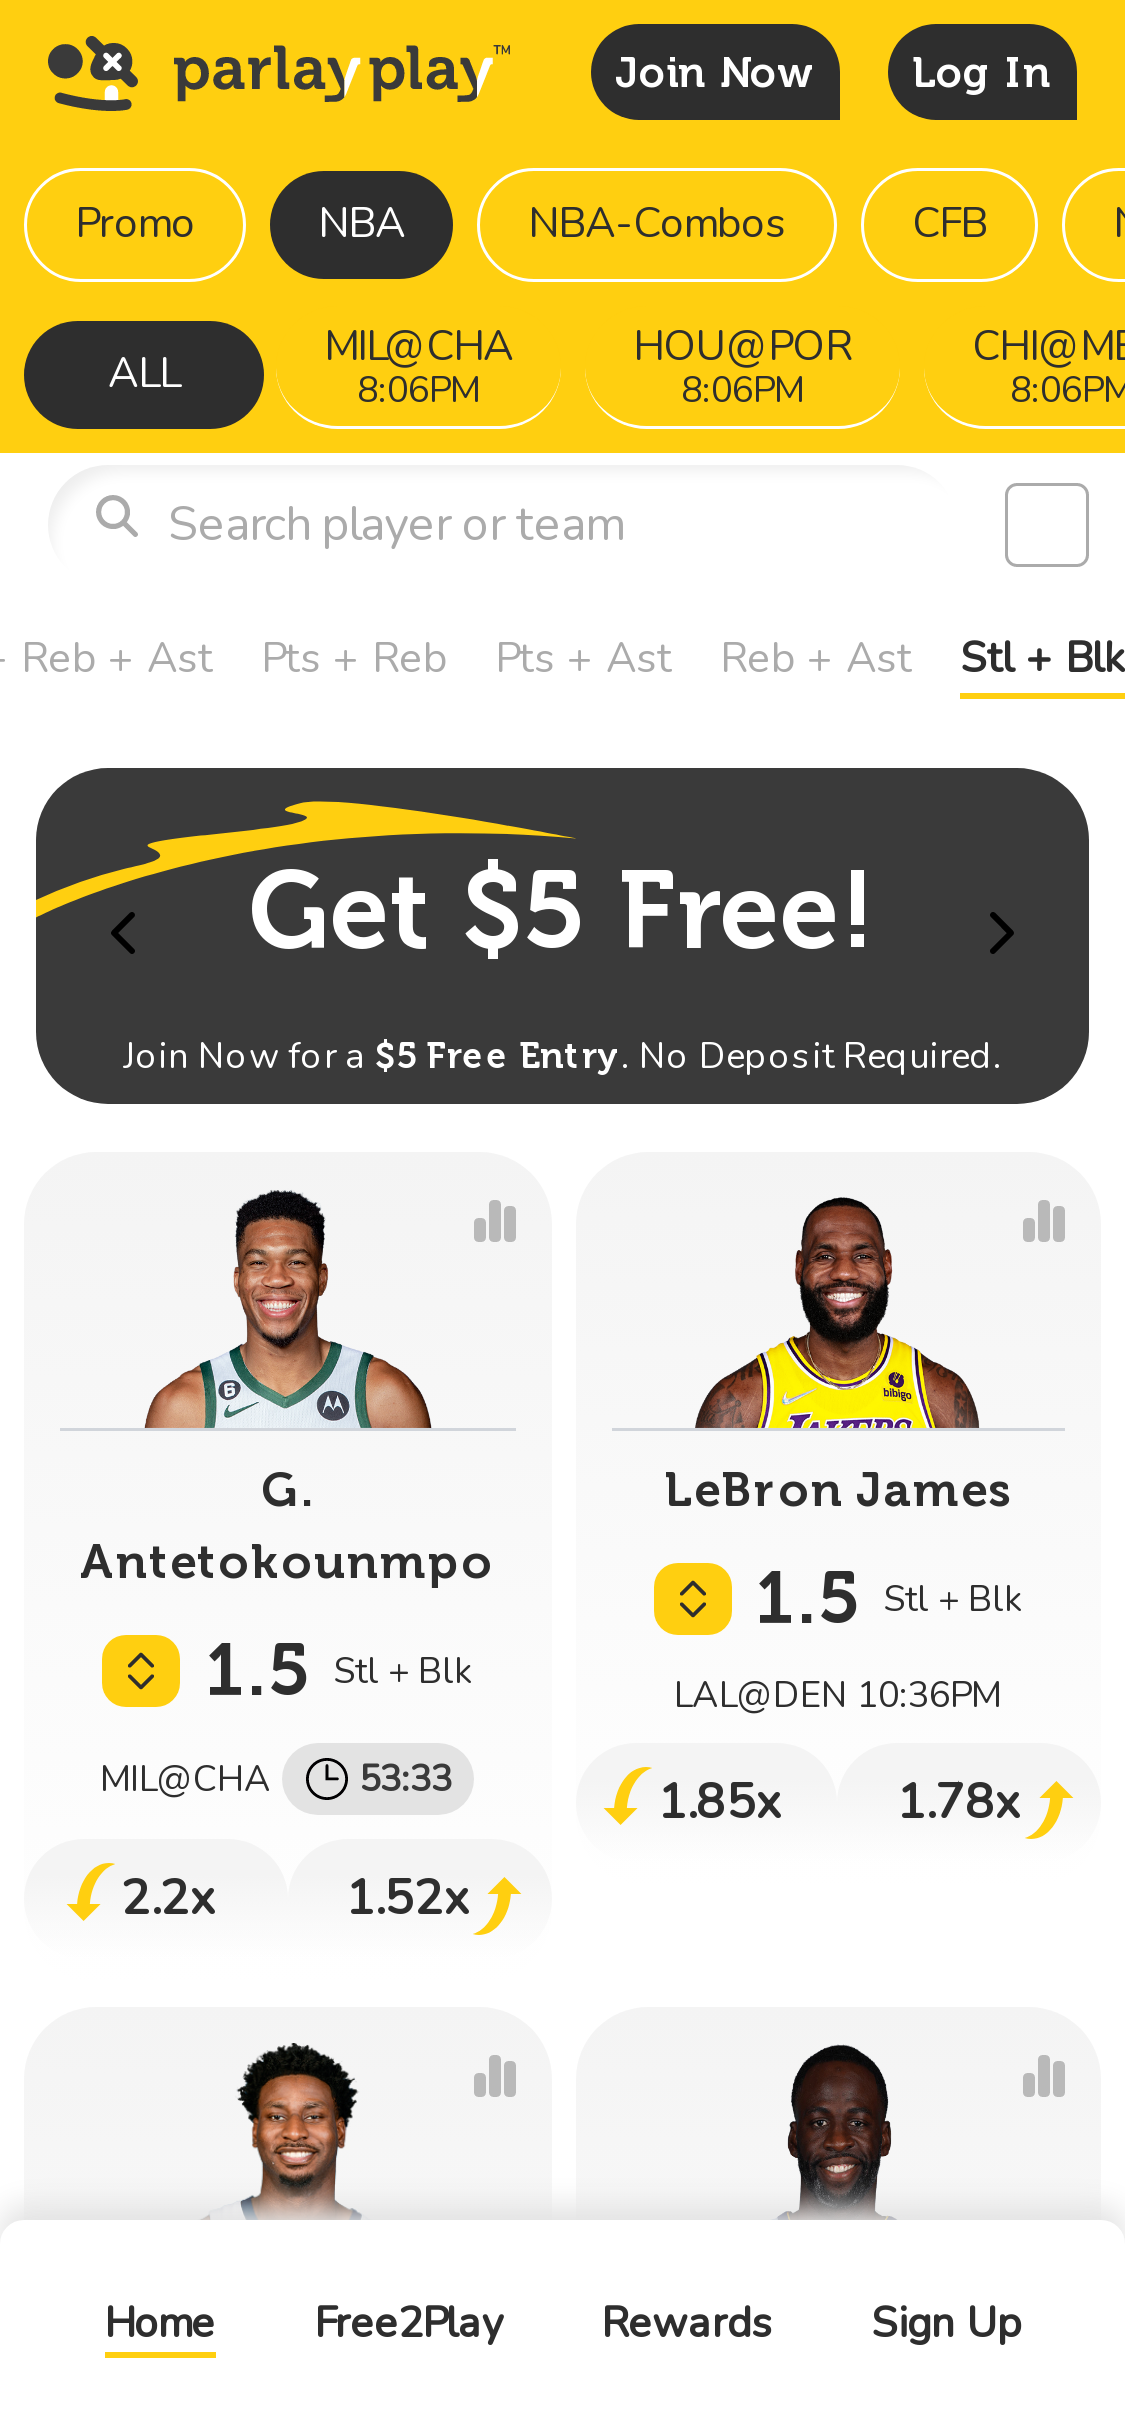 parlay play™
Join Now
Log In
Promo
NBA
NBA-Combos
CFB
ALL
MIL@CHA
8:06PM
HOU@POR
8:06PM
CHI@ME
8:06PM
Search player or team
+ Reb + Ast
Pts + Reb
Pts + Ast
Reb + Ast
Stl + Blk
Get $5 Free!
Join Now for a $5 Free Entry. No Deposit Required.
6
bibigo
LAKERS
G.
Antetokounmpo
1.5 Stl + Blk
MIL@CHA 53:33
2.2x
1.52x
LeBron James
1.5 Stl + Blk
LAL@DEN 10:36PM
1.85x
1.78x
Home
Free2Play
Rewards
Sign Up